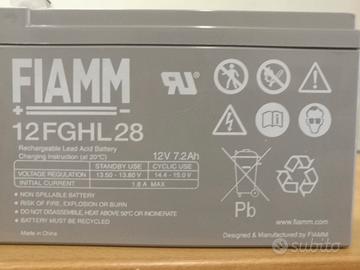 FIAMM
12FGHL28
Rechargeable Lead Acid Battery
Charging Instruction (at 20°C)
12V 7.2Ah
STANDBY USE
CYCLIC USE
VOLTAGE REGULATION
13.50 - 13.80 V
14.4 - 15.0 V
INITIAL CURRENT
1.8 A MAX
NON SPILLABLE BATTERY
RISK OF FIRE, EXPLOSION OR BURN
DO NOT DISASSEMBLE, HEAT ABOVE 50°C OR INCINERATE
BATTERY MUST BE RECYCLED
Made in China
Pb
www.fiamm.com
Designed & Manufactured by FIAMM
subito